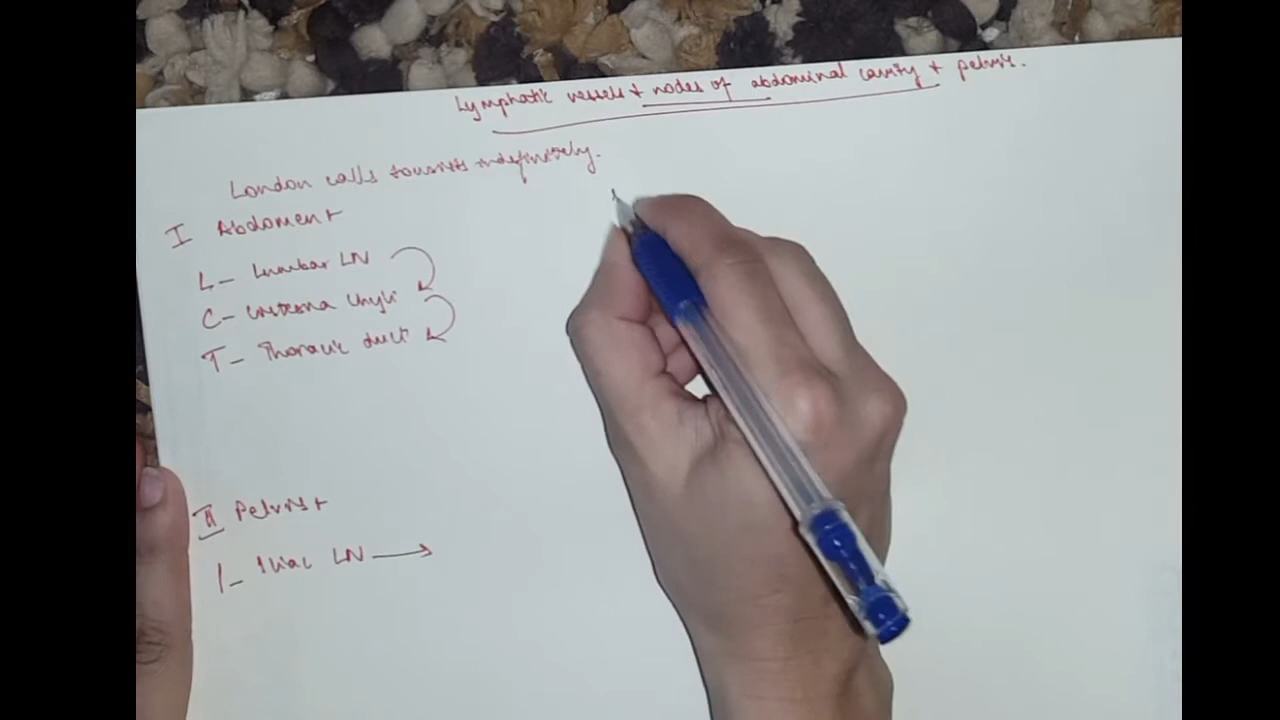 Lymphatic vessels & nodes of abdominal cavity + pelvis.
London calls tourists indefinitely.
I Abdomen +
L - Lumbar LN
C - Cisterna Chyli
T - Thoracic duct
II Pelvis +
I - Iliac LN →